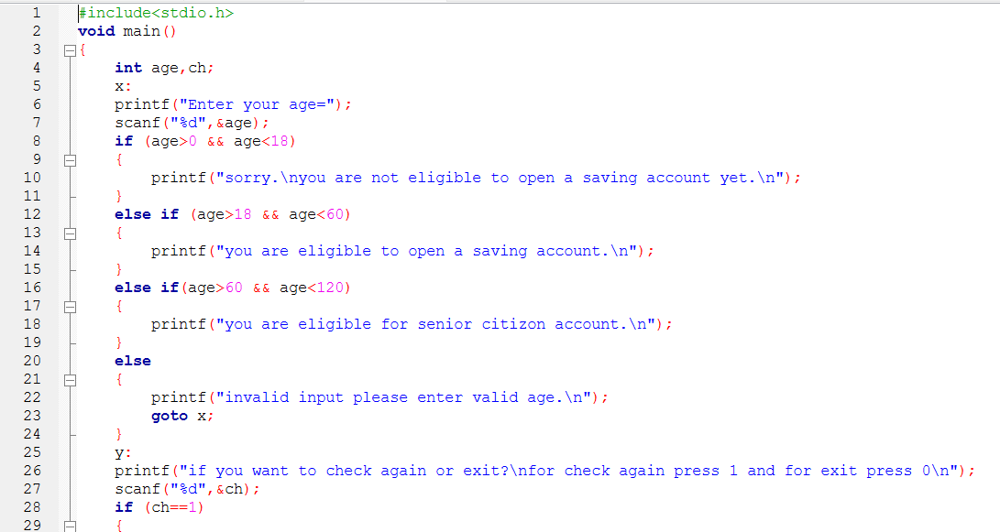 1 #include<stdio.h>
2 void main()
3 {
4 int age,ch;
5 x:
6 printf("Enter your age=");
7 scanf("%d",&age);
8 if (age>0 && age<18)
9 {
10 printf("sorry.\nyou are not eligible to open a saving account yet.\n");
11 }
12 else if (age>18 && age<60)
13 {
14 printf("you are eligible to open a saving account.\n");
15 }
16 else if(age>60 && age<120)
17 {
18 printf("you are eligible for senior citizon account.\n");
19 }
20 else
21 {
22 printf("invalid input please enter valid age.\n");
23 goto x;
24 }
25 y:
26 printf("if you want to check again or exit?\nfor check again press 1 and for exit press 0\n");
27 scanf("%d",&ch);
28 if (ch==1)
29 {